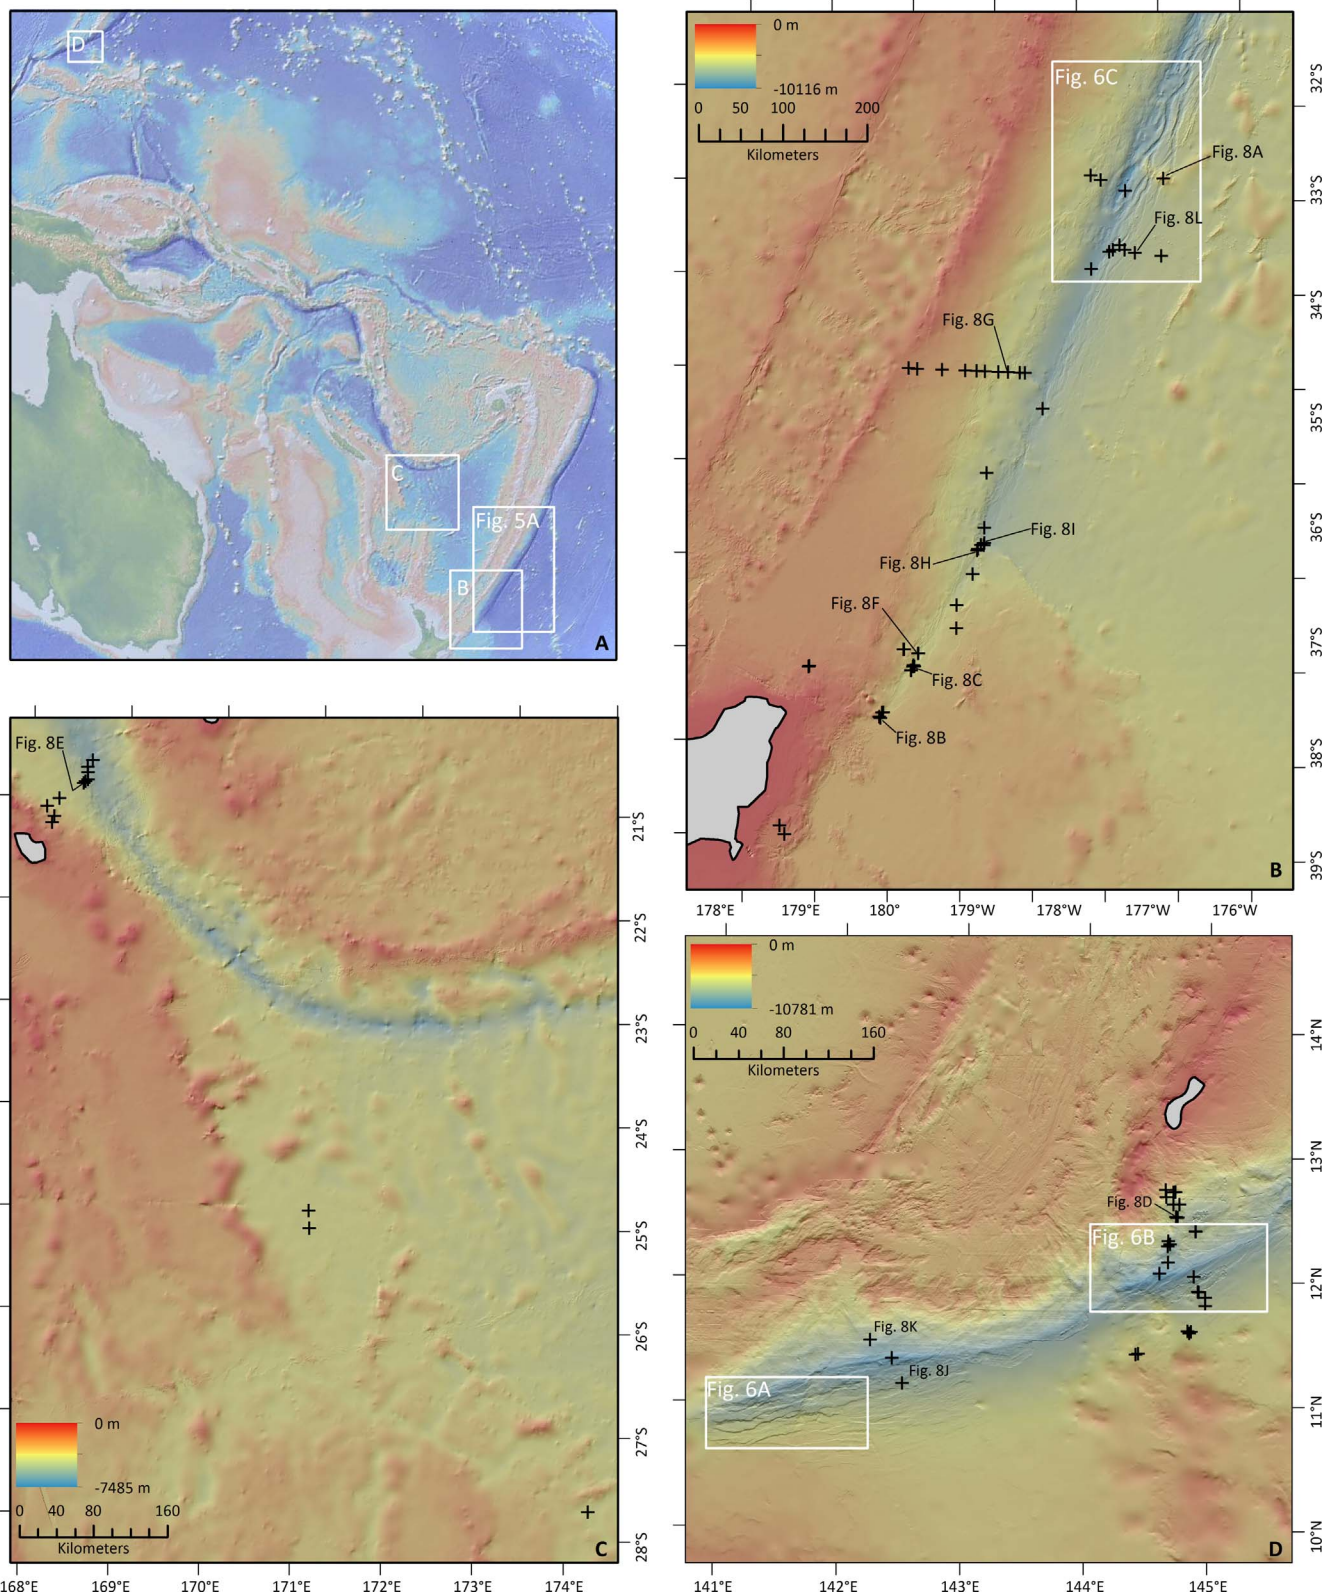 D
C
Fig. 5A
B
A
0 m
-10116 m
0 50 100 200
Kilometers
Fig. 6C
Fig. 8A
Fig. 8L
Fig. 8G
Fig. 8I
Fig. 8H
Fig. 8F
Fig. 8C
Fig. 8B
B
32°S
33°S
34°S
35°S
36°S
37°S
38°S
39°S
178°E 179°E 180° 179°W 178°W 177°W 176°W
Fig. 8E
21°S
22°S
23°S
24°S
25°S
26°S
27°S
28°S
0 m
-7485 m
0 40 80 160
Kilometers
C
168°E 169°E 170°E 171°E 172°E 173°E 174°E
0 m
-10781 m
0 40 80 160
Kilometers
Fig. 8D
Fig. 6B
Fig. 8K
Fig. 8J
Fig. 6A
D
14°N
13°N
12°N
11°N
10°N
141°E 142°E 143°E 144°E 145°E